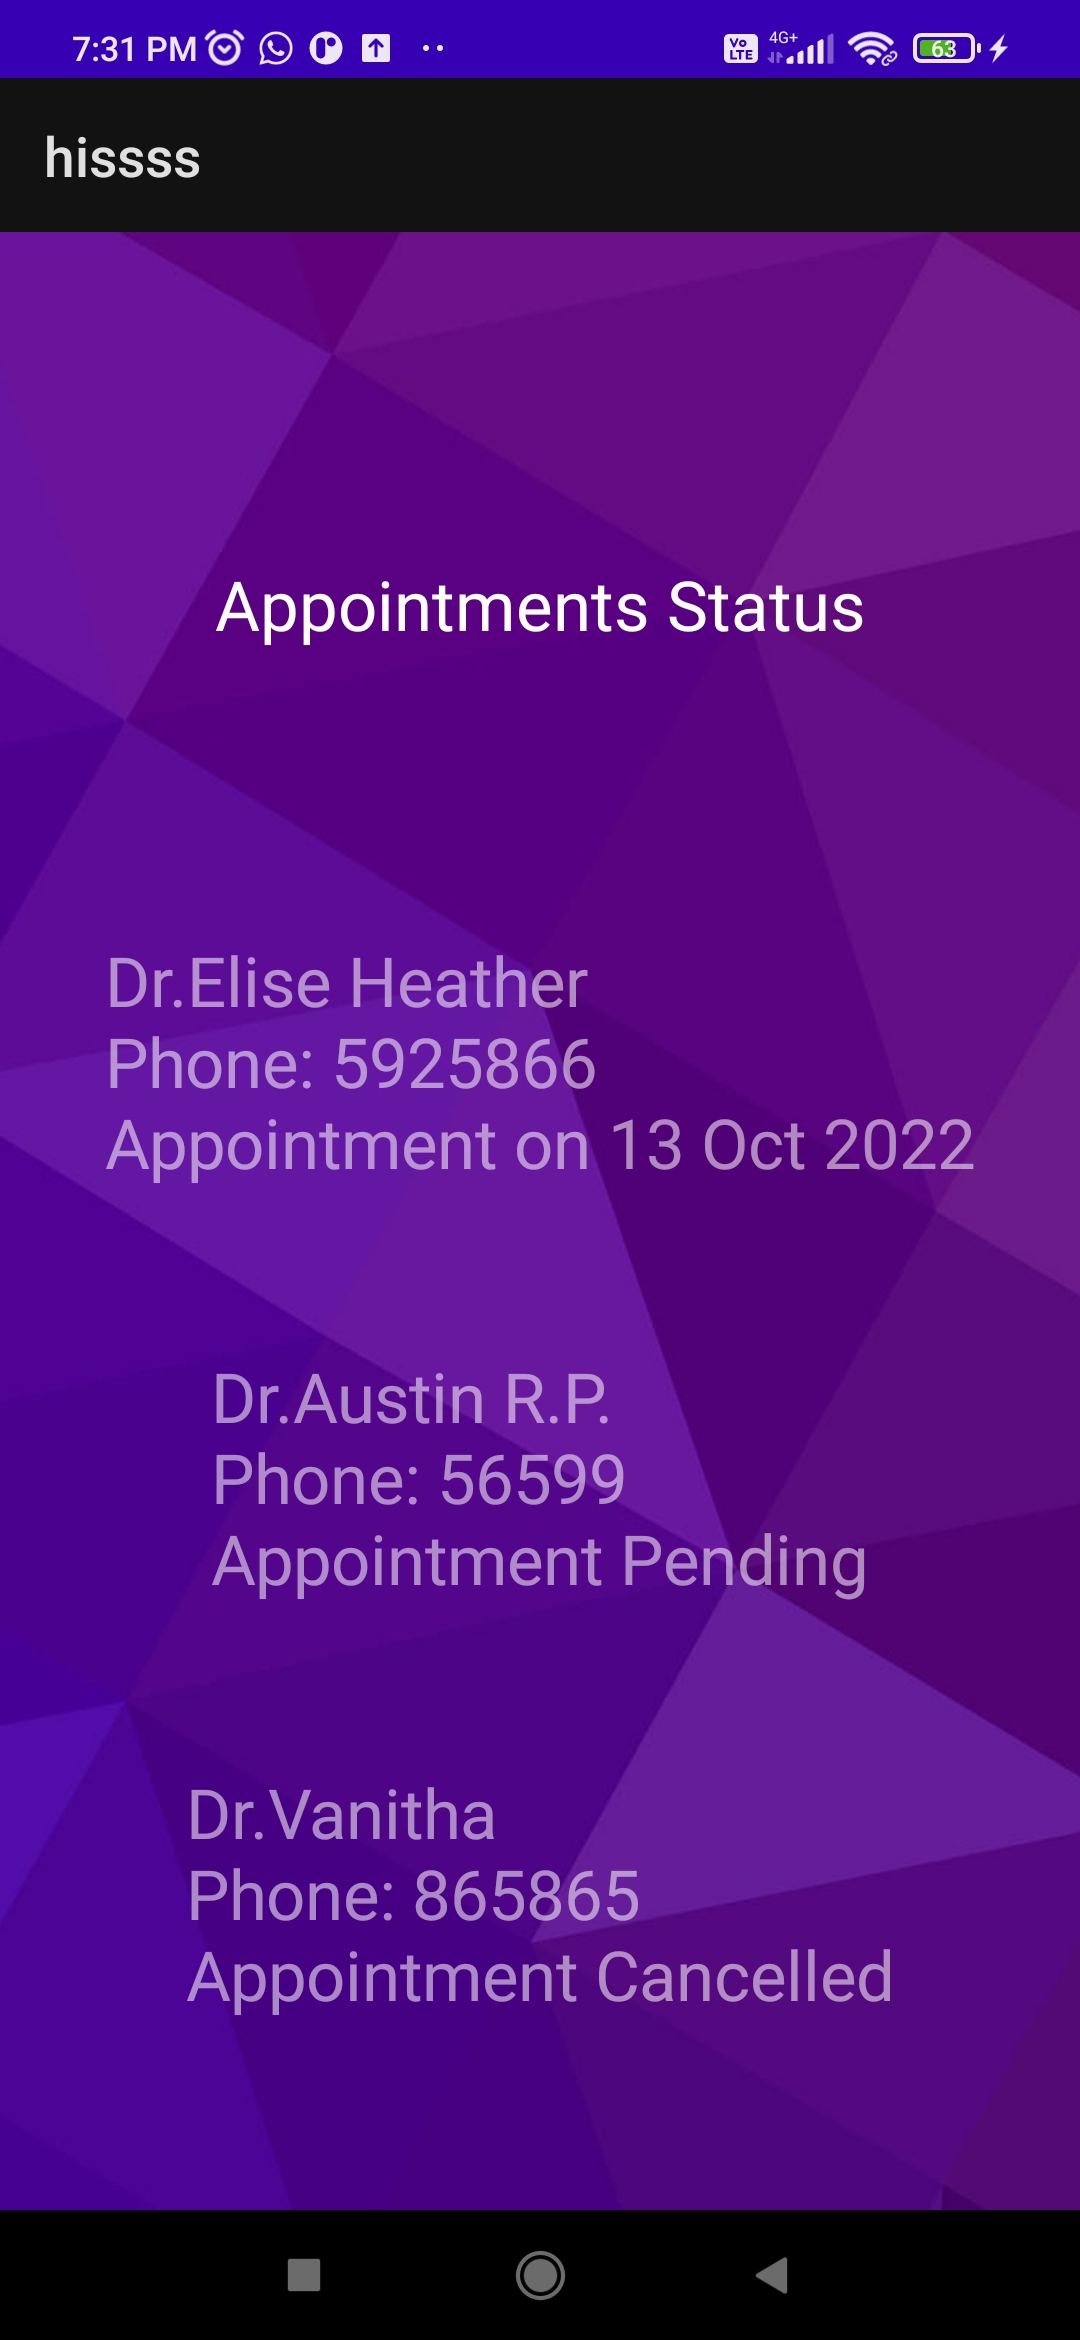 7:31 PM
Vo LTE 4G+ 63
hissss
Appointments Status
Dr.Elise Heather
Phone: 5925866
Appointment on 13 Oct 2022
Dr.Austin R.P.
Phone: 56599
Appointment Pending
Dr.Vanitha
Phone: 865865
Appointment Cancelled